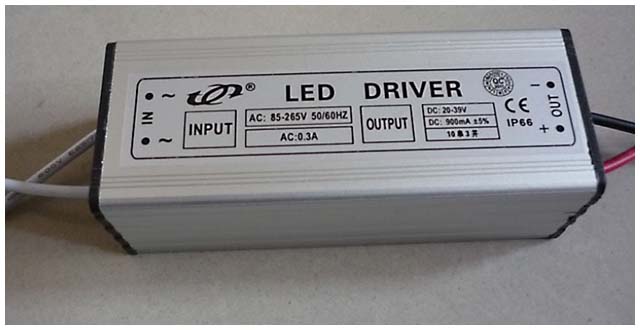 LED DRIVER
®
QC
IN
~
~
INPUT
AC: 85-265V 50/60HZ
AC:0.3A
OUTPUT
DC: 20-39V
DC: 900mA ±5%
10串3并
CE
IP66
−
+
OUT